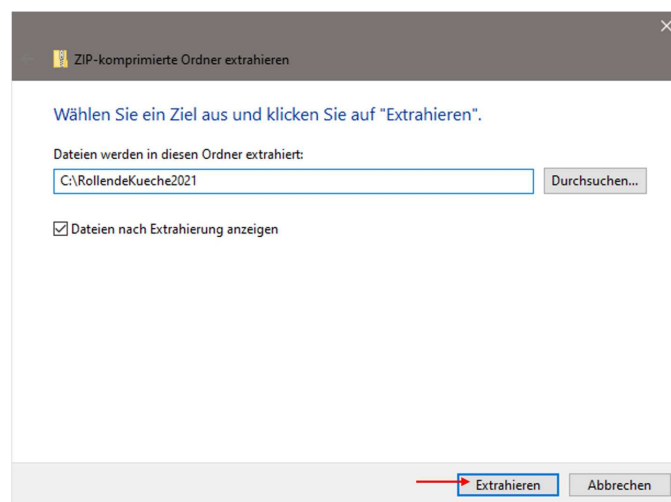 ZIP-komprimierte Ordner extrahieren
Wählen Sie ein Ziel aus und klicken Sie auf "Extrahieren".
Dateien werden in diesen Ordner extrahiert:
C:\RollendeKueche2021
Durchsuchen...
Dateien nach Extrahierung anzeigen
Extrahieren
Abbrechen